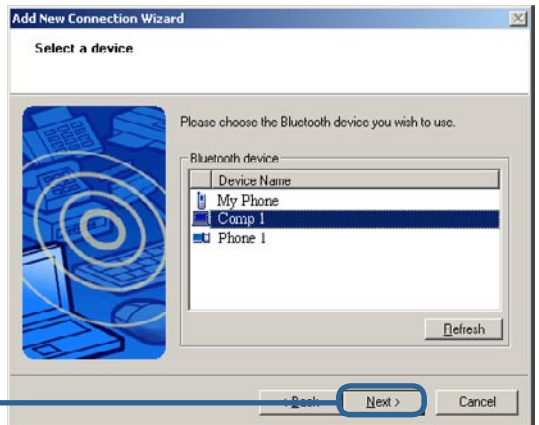 Add New Connection Wizard
Select a device
Please choose the Bluetooth device you wish to use.
Bluetooth device
Device Name
My Phone
Comp 1
Phone 1
Refresh
< Back
Next >
Cancel